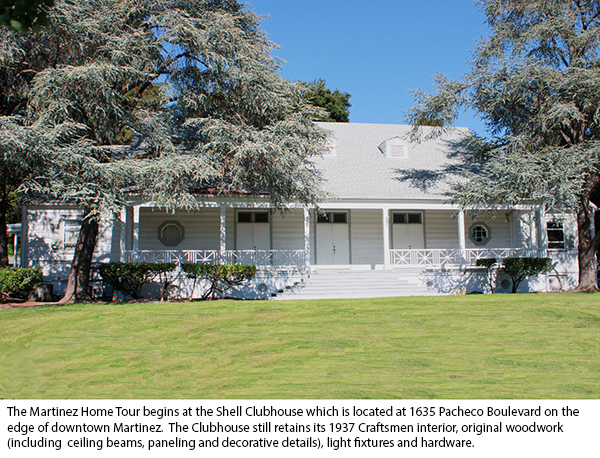 The Martinez Home Tour begins at the Shell Clubhouse which is located at 1635 Pacheco Boulevard on the
edge of downtown Martinez.  The Clubhouse still retains its 1937 Craftsmen interior, original woodwork
(including  ceiling beams, paneling and decorative details), light fixtures and hardware.